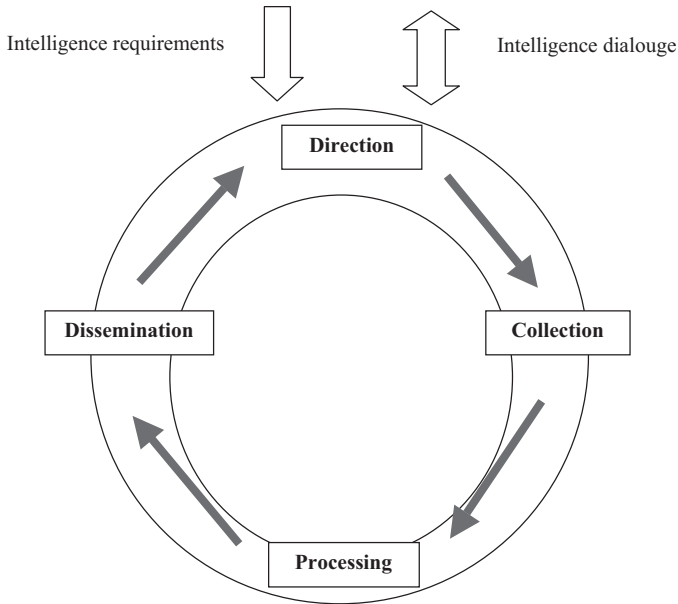 Intelligence requirements
Intelligence dialouge
Direction
Dissemination
Collection
Processing